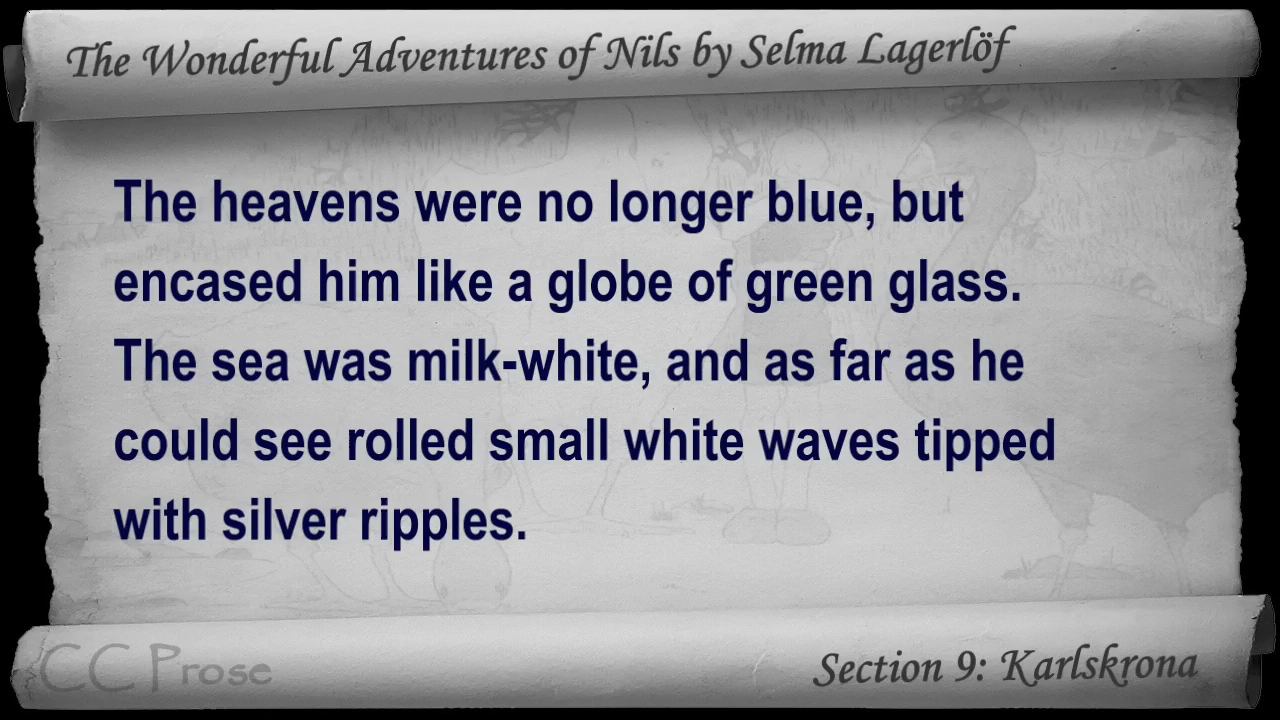 The Wonderful Adventures of Nils by Selma Lagerlöf
The heavens were no longer blue, but
encased him like a globe of green glass.
The sea was milk-white, and as far as he
could see rolled small white waves tipped
with silver ripples.
CC Prose
Section 9: Karlskrona